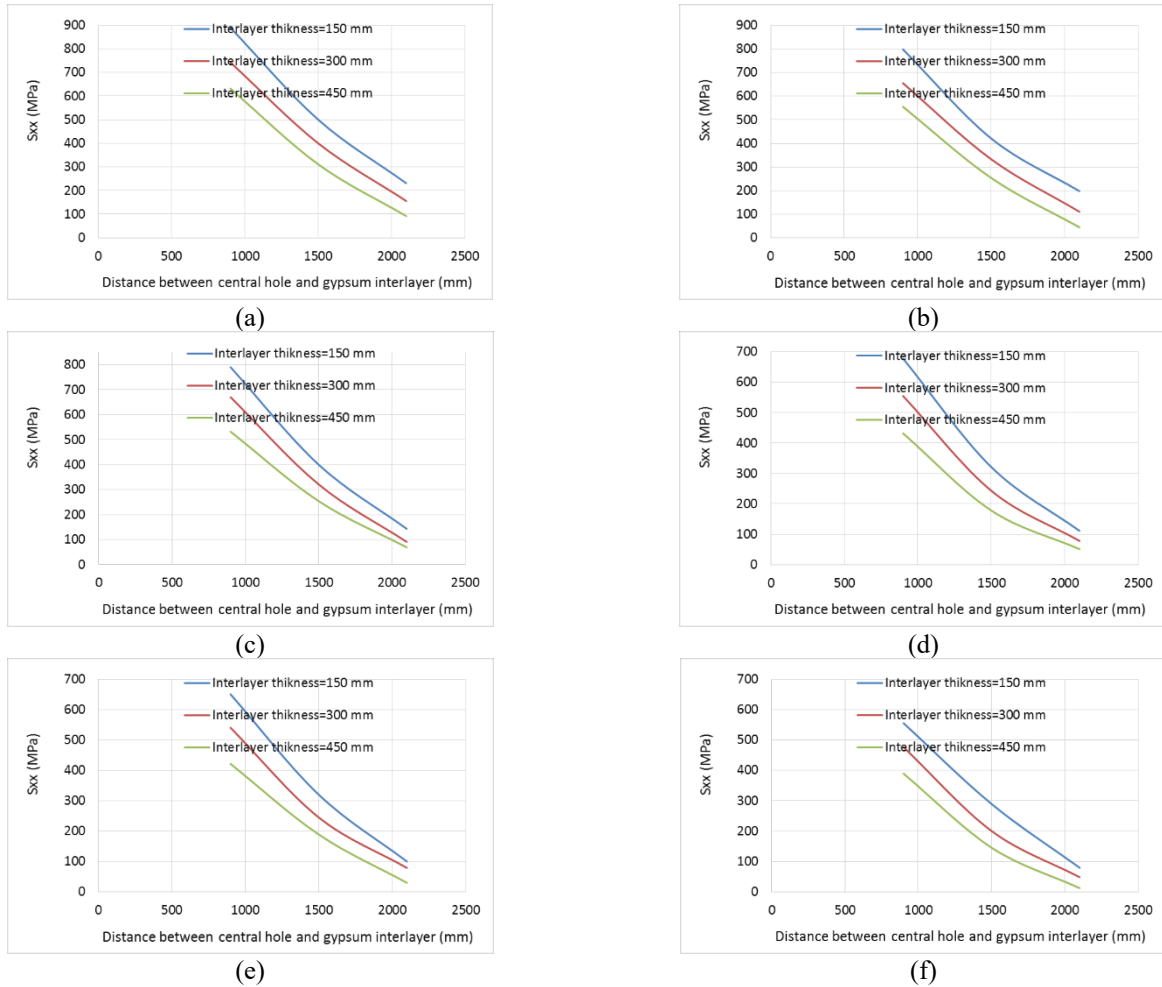 900
800
700
600
500
400
300
200
100
0
Sxx (MPa)
Interlayer thikness=150 mm
Interlayer thikness=300 mm
Interlayer thikness=450 mm
0 500 1000 1500 2000 2500
Distance between central hole and gypsum interlayer (mm)
(a)
900
800
700
600
500
400
300
200
100
0
Sxx (MPa)
Interlayer thikness=150 mm
Interlayer thikness=300 mm
Interlayer thikness=450 mm
0 500 1000 1500 2000 2500
Distance between central hole and gypsum interlayer (mm)
(b)
800
700
600
500
400
300
200
100
0
Sxx (MPa)
Interlayer thikness=150 mm
Interlayer thikness=300 mm
Interlayer thikness=450 mm
0 500 1000 1500 2000 2500
Distance between central hole and gypsum interlayer (mm)
(c)
700
600
500
400
300
200
100
0
Sxx (MPa)
Interlayer thikness=150 mm
Interlayer thikness=300 mm
Interlayer thikness=450 mm
0 500 1000 1500 2000 2500
Distance between central hole and gypsum interlayer (mm)
(d)
700
600
500
400
300
200
100
0
Sxx (MPa)
Interlayer thikness=150 mm
Interlayer thikness=300 mm
Interlayer thikness=450 mm
0 500 1000 1500 2000 2500
Distance between central hole and gypsum interlayer (mm)
(e)
700
600
500
400
300
200
100
0
Sxx (MPa)
Interlayer thikness=150 mm
Interlayer thikness=300 mm
Interlayer thikness=450 mm
0 500 1000 1500 2000 2500
Distance between central hole and gypsum interlayer (mm)
(f)